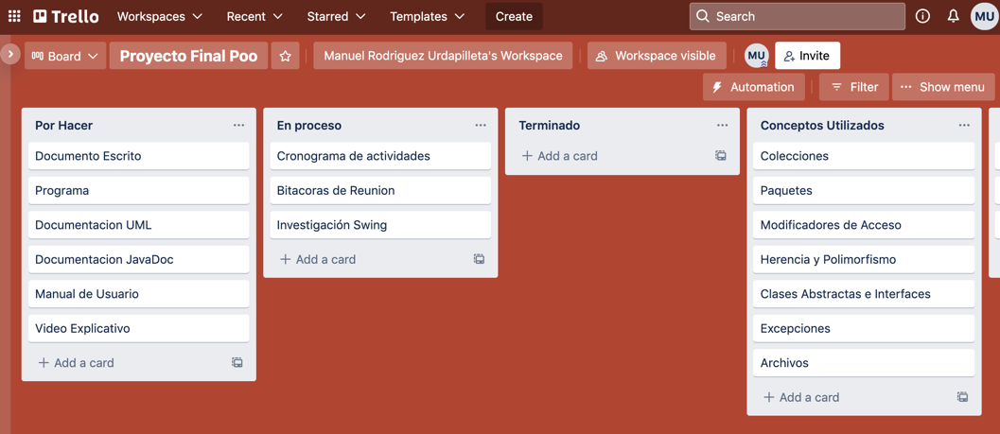 Trello Workspaces Recent Starred Templates Create Search MU
Board Proyecto Final Poo Manuel Rodriguez Urdapilleta's Workspace Workspace visible MU Invite
Automation Filter Show menu
Por Hacer
Documento Escrito
Programa
Documentacion UML
Documentacion JavaDoc
Manual de Usuario
Video Explicativo
Add a card
En proceso
Cronograma de actividades
Bitacoras de Reunion
Investigación Swing
Add a card
Terminado
Add a card
Conceptos Utilizados
Colecciones
Paquetes
Modificadores de Acceso
Herencia y Polimorfismo
Clases Abstractas e Interfaces
Excepciones
Archivos
Add a card